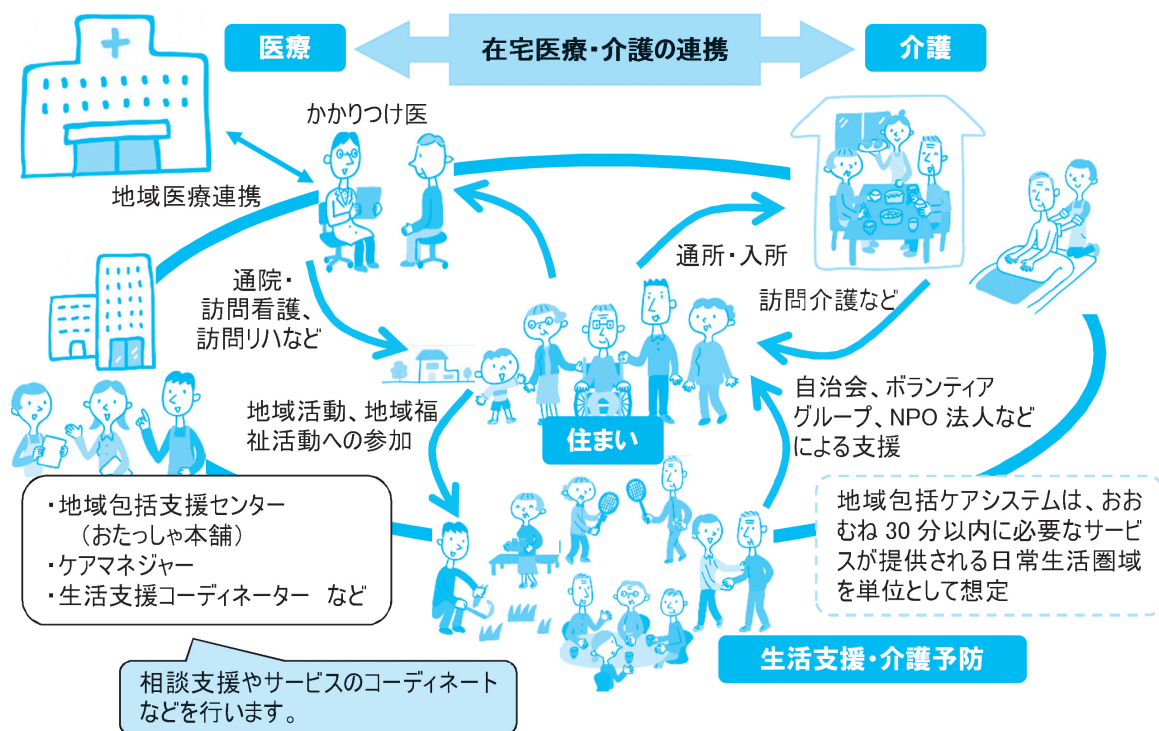 医療
在宅医療・介護の連携
介護
かかりつけ医
地域医療連携
通所・入所
通院・
訪問看護、
訪問リハなど
訪問介護など
地域活動、地域福
祉活動への参加
住まい
自治会、ボランティア
グループ、NPO 法人など
による支援
・地域包括支援センター
（おたっしゃ本舗）
・ケアマネジャー
・生活支援コーディネーター など
地域包括ケアシステムは、おお
むね 30 分以内に必要なサービ
スが提供される日常生活圏域
を単位として想定
生活支援・介護予防
相談支援やサービスのコーディネート
などを行います。